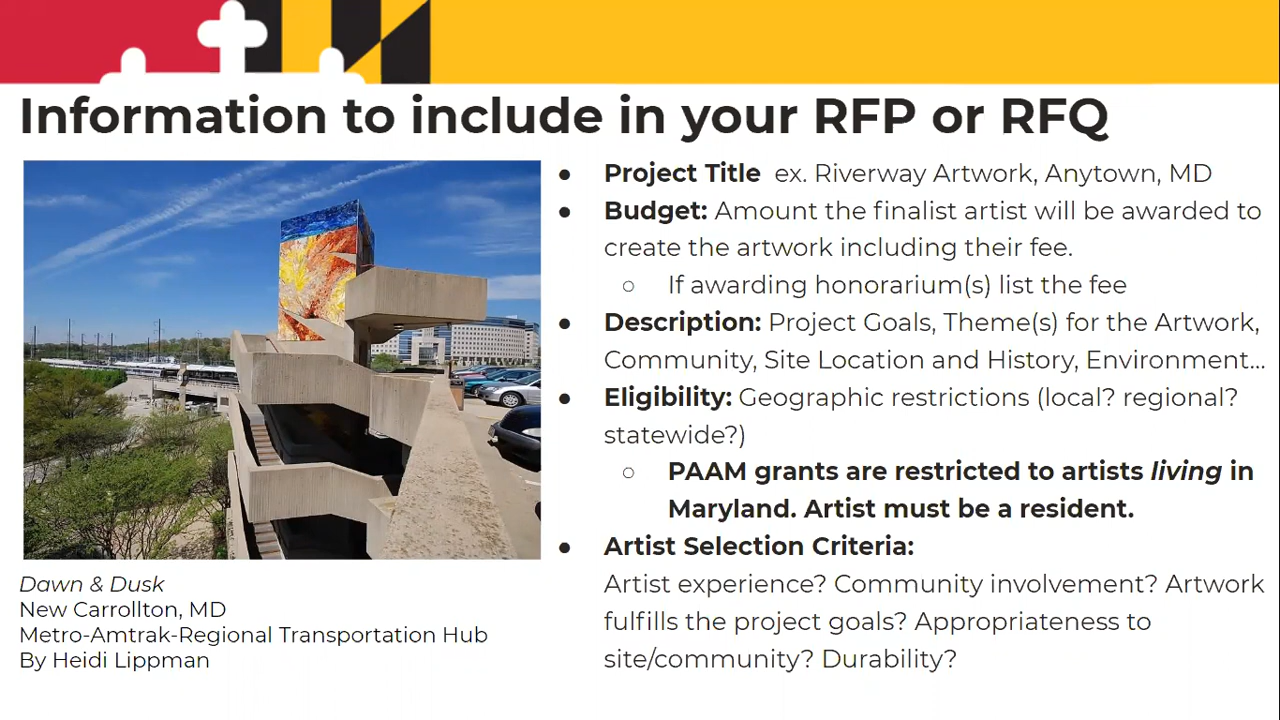 Information to include in your RFP or RFQ
● Project Title ex. Riverway Artwork, Anytown, MD
● Budget: Amount the finalist artist will be awarded to
create the artwork including their fee.
○ If awarding honorarium(s) list the fee
● Description: Project Goals, Theme(s) for the Artwork,
Community, Site Location and History, Environment...
● Eligibility: Geographic restrictions (local? regional?
statewide?)
○ PAAM grants are restricted to artists living in
Maryland. Artist must be a resident.
● Artist Selection Criteria:
Artist experience? Community involvement? Artwork
fulfills the project goals? Appropriateness to
site/community? Durability?
Dawn & Dusk
New Carrollton, MD
Metro-Amtrak-Regional Transportation Hub
By Heidi Lippman